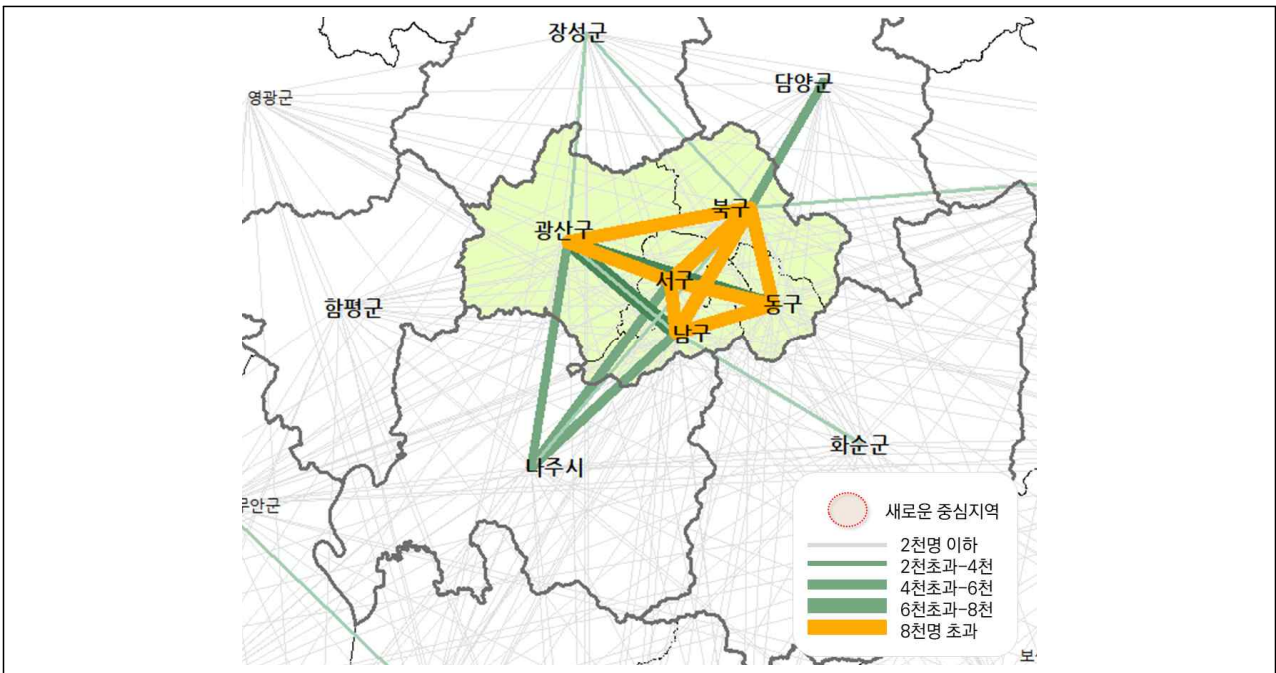 장성군
담양군
영광군
북구
광산구
서구
동구
함평군
남구
화순군
나주시
무안군
새로운 중심지역
2천명 이하
2천초과-4천
4천초과-6천
6천초과-8천
8천명 초과